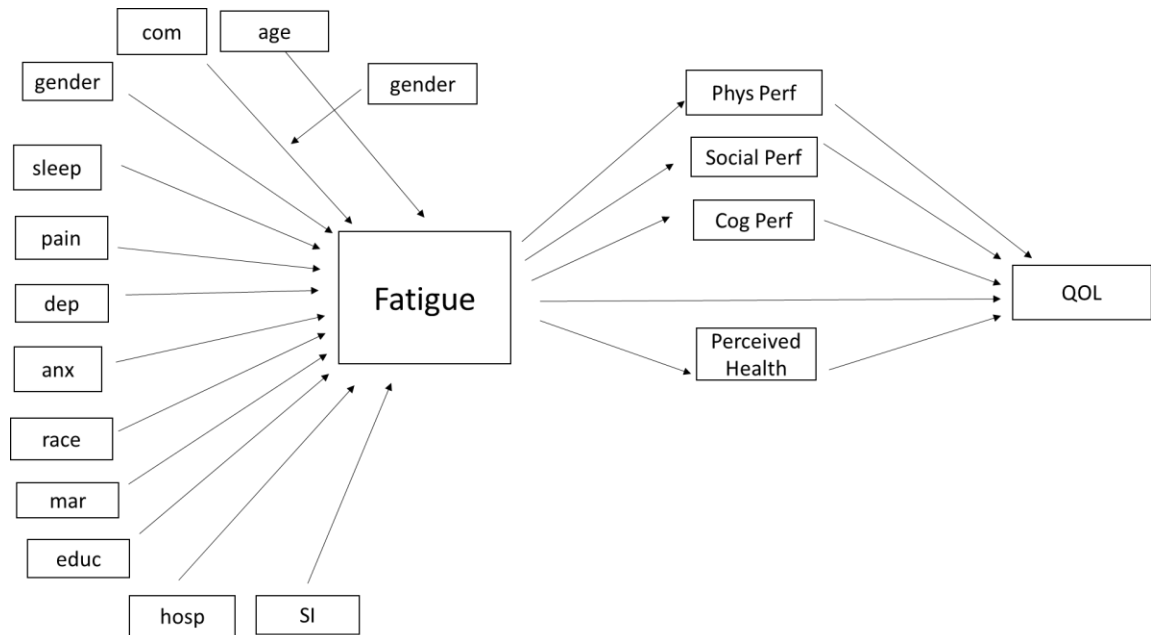 com
age
gender
gender
sleep
pain
dep
anx
race
mar
educ
hosp
SI
Fatigue
Phys Perf
Social Perf
Cog Perf
Perceived
Health
QOL